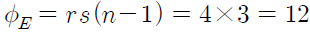 ϕ_E = rs(n−1) = 4×3 = 12